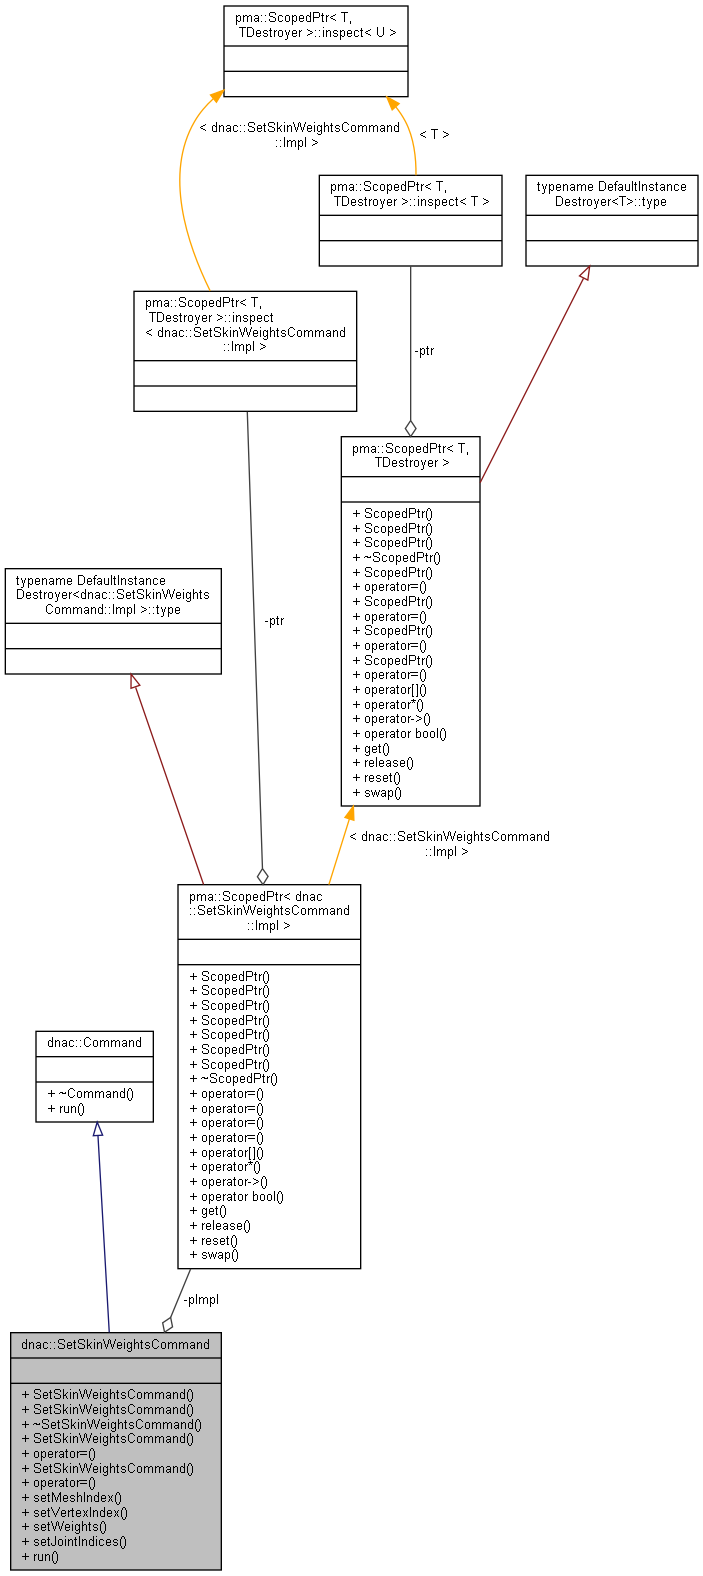 pma::ScopedPtr< T,
TDestroyer >::inspect< U >
< dnac::SetSkinWeightsCommand
::Impl >
< T >
pma::ScopedPtr< T,
TDestroyer >::inspect< T >
typename DefaultInstance
Destroyer<T>::type
pma::ScopedPtr< T,
TDestroyer >::inspect
< dnac::SetSkinWeightsCommand
::Impl >
-ptr
pma::ScopedPtr< T,
TDestroyer >
+ ScopedPtr()
+ ScopedPtr()
+ ScopedPtr()
+ ~ScopedPtr()
+ ScopedPtr()
+ operator=()
+ ScopedPtr()
+ operator=()
+ ScopedPtr()
+ operator=()
+ ScopedPtr()
+ operator=()
+ operator[]()
+ operator*()
+ operator->()
+ operator bool()
+ get()
+ release()
+ reset()
+ swap()
typename DefaultInstance
Destroyer<dnac::SetSkinWeights
Command::Impl >::type
-ptr
< dnac::SetSkinWeightsCommand
::Impl >
pma::ScopedPtr< dnac
::SetSkinWeightsCommand
::Impl >
+ ScopedPtr()
+ ScopedPtr()
+ ScopedPtr()
+ ScopedPtr()
+ ScopedPtr()
+ ScopedPtr()
+ ScopedPtr()
+ ~ScopedPtr()
+ operator=()
+ operator=()
+ operator=()
+ operator=()
+ operator[]()
+ operator*()
+ operator->()
+ operator bool()
+ get()
+ release()
+ reset()
+ swap()
dnac::Command
+ ~Command()
+ run()
-pImpl
dnac::SetSkinWeightsCommand
+ SetSkinWeightsCommand()
+ SetSkinWeightsCommand()
+ ~SetSkinWeightsCommand()
+ SetSkinWeightsCommand()
+ operator=()
+ SetSkinWeightsCommand()
+ operator=()
+ setMeshIndex()
+ setVertexIndex()
+ setWeights()
+ setJointIndices()
+ run()